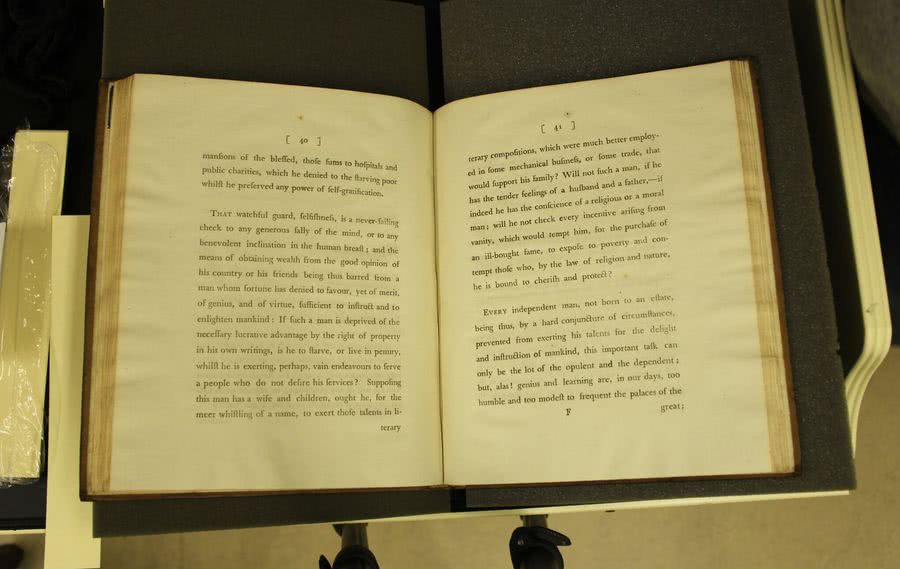 [ 40 ]
manſions of the bleſſed, thoſe ſums to hoſpitals and
public charities, which he denied to the ſtarving poor
whilſt he preſerved any power of ſelf-gratification.
THAT watchful guard, ſelfiſhneſs, is a never-failing
check to any generous ſally of the mind, or to any
benevolent inclination in the human breaſt; and the
means of obtaining wealth from the good opinion of
his country or his friends being thus barred from a
man whom fortune has denied to favour, yet of merit,
of genius, and of virtue, ſufficient to inſtruct and to
enlighten mankind: If ſuch a man is deprived of the
neceſſary lucrative advantage by the right of property
in his own writings, is he to ſtarve, or live in penury,
whilſt he is exerting, perhaps, vain endeavours to ſerve
a people who do not deſire his ſervices? Suppoſing
this man has a wife and children, ought he, for the
meer whiſtling of a name, to exert thoſe talents in li-
terary
[ 41 ]
terary compoſitions, which were much better employ-
ed in ſome mechanical buſineſs, or ſome trade, that
would ſupport his family? Will not ſuch a man, if he
has the tender feelings of a huſband and a father,—if
indeed he has the conſcience of a religious or a moral
man; will he not check every incentive ariſing from
vanity, which would tempt him, for the purchaſe of
an ill-bought fame, to expoſe to poverty and con-
tempt thoſe who, by the law of religion and nature,
he is bound to cheriſh and protect?
EVERY independent man, not born to an eſtate,
being thus, by a hard conjuncture of circumſtances,
prevented from exerting his talents for the delight
and inſtruction of mankind, this important taſk can
only be the lot of the opulent and the dependent;
but, alas! genius and learning are, in our days, too
humble and too modeſt to frequent the palaces of the
F
great;